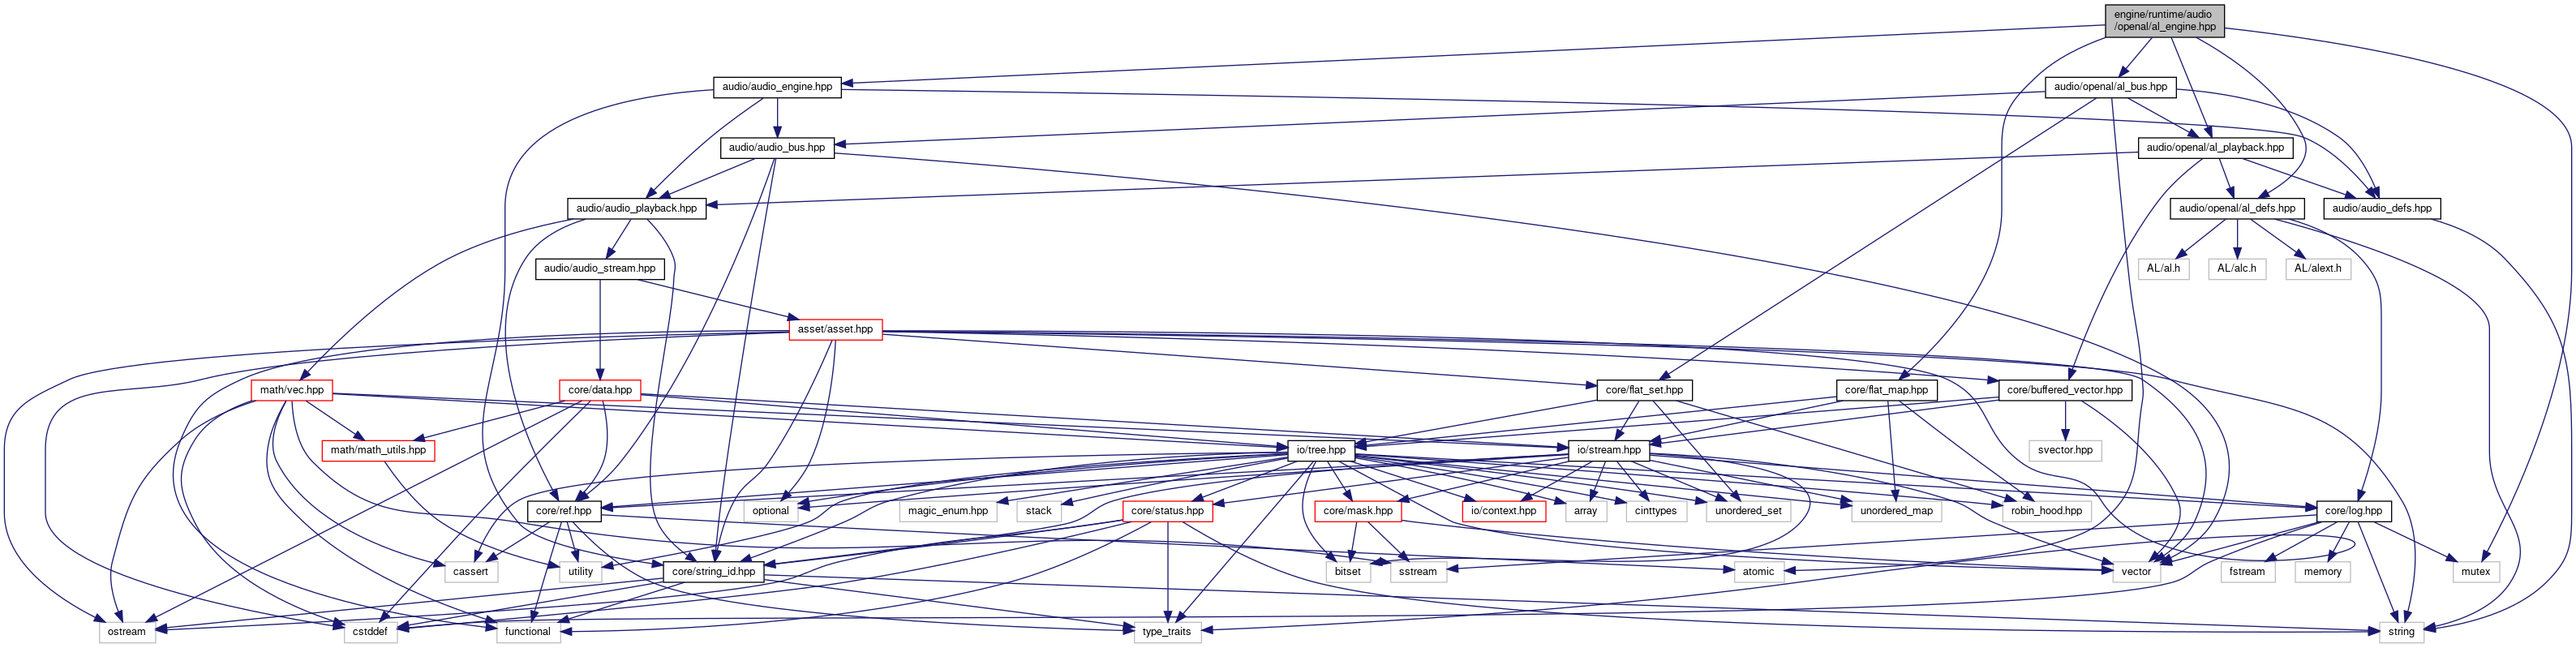 engine/runtime/audio
/openal/al_engine.hpp
audio/audio_engine.hpp
audio/openal/al_bus.hpp
audio/audio_bus.hpp
audio/openal/al_playback.hpp
audio/audio_playback.hpp
audio/openal/al_defs.hpp
audio/audio_defs.hpp
audio/audio_stream.hpp
AL/al.h
AL/alc.h
AL/alext.h
asset/asset.hpp
math/vec.hpp
core/data.hpp
core/flat_set.hpp
core/flat_map.hpp
core/buffered_vector.hpp
math/math_utils.hpp
io/tree.hpp
io/stream.hpp
svector.hpp
core/ref.hpp
optional
magic_enum.hpp
stack
core/status.hpp
core/mask.hpp
io/context.hpp
array
cinttypes
unordered_set
unordered_map
robin_hood.hpp
core/log.hpp
cassert
utility
core/string_id.hpp
bitset
sstream
atomic
vector
fstream
memory
mutex
ostream
cstddef
functional
type_traits
string